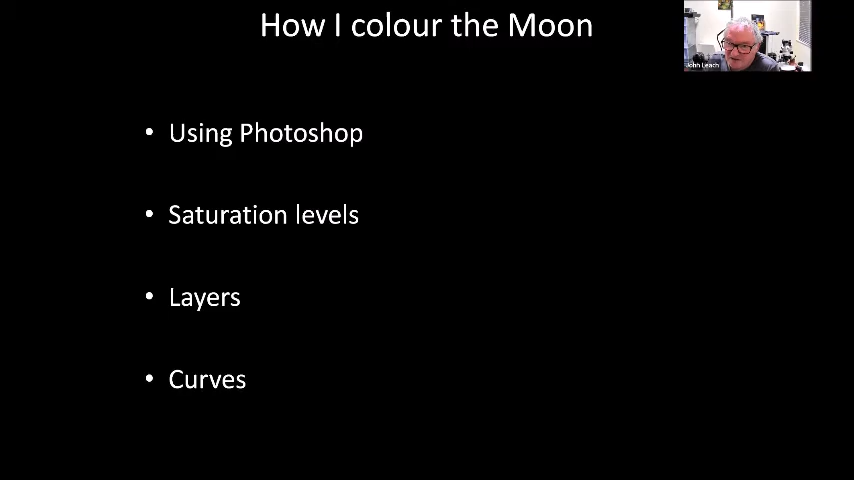 How I colour the Moon
John Leach
• Using Photoshop
• Saturation levels
• Layers
• Curves